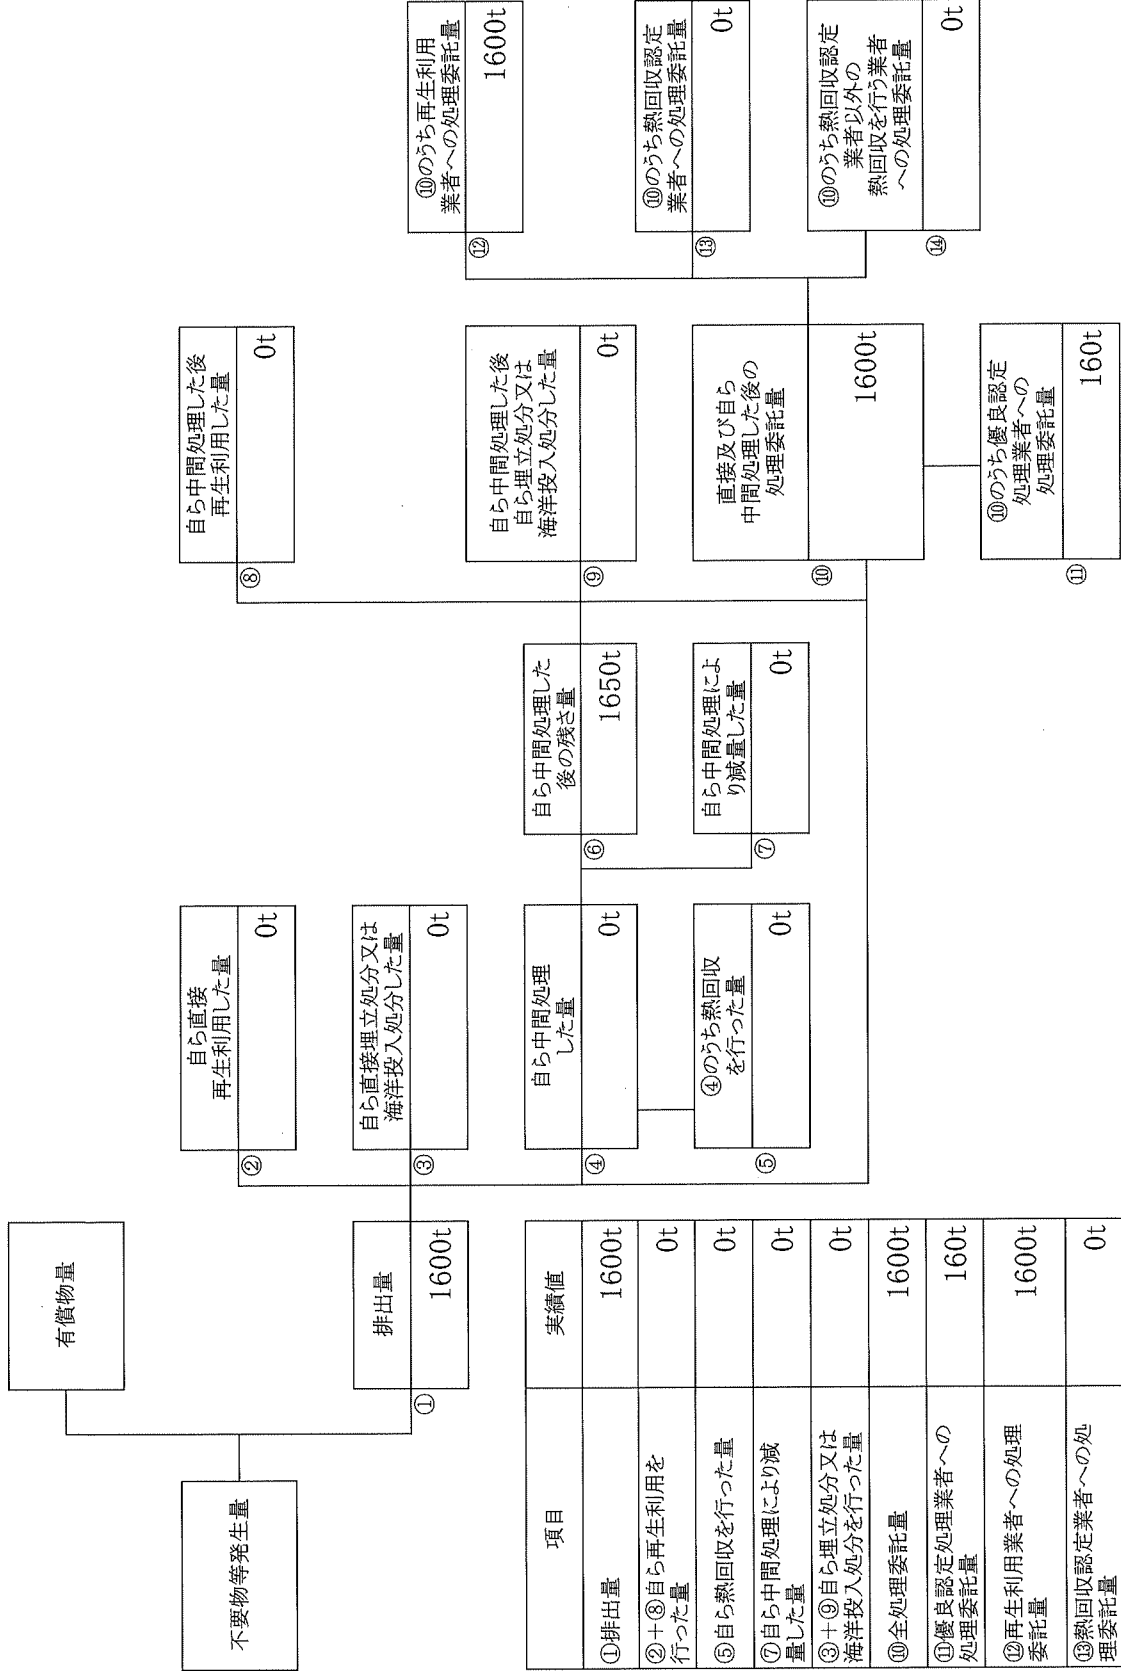 不要物等発生量
有償物量
①
排出量
1600t
②
自ら直接
再生利用した量
0t
③
自ら直接埋立処分又は
海洋投入処分した量
0t
④
自ら中間処理
した量
0t
⑤
④のうち熱回収
を行った量
0t
⑥
自ら中間処理した
後の残さ量
1650t
⑦
自ら中間処理によ
り減量した量
0t
⑧
自ら中間処理した後
再生利用した量
0t
⑨
自ら中間処理した後
自ら埋立処分又は
海洋投入処分した量
0t
⑩
直接及び自ら
中間処理した後の
処理委託量
1600t
⑪
⑩のうち優良認定
処理業者への
処理委託量
160t
⑫
⑩のうち再生利用
業者への処理委託量
1600t
⑬
⑩のうち熱回収認定
業者への処理委託量
0t
⑭
⑩のうち熱回収認定
業者以外の
熱回収を行う業者
への処理委託量
0t
項目 実績値
①排出量 1600t
②+⑧自ら再生利用を
行った量 0t
⑤自ら熱回収を行った量 0t
⑦自ら中間処理により減
量した量 0t
③+⑨自ら埋立処分又は
海洋投入処分を行った量 0t
⑩全処理委託量 1600t
⑪優良認定処理業者への
処理委託量 160t
⑫再生利用業者への処理
委託量 1600t
⑬熱回収認定業者への処
理委託量 0t